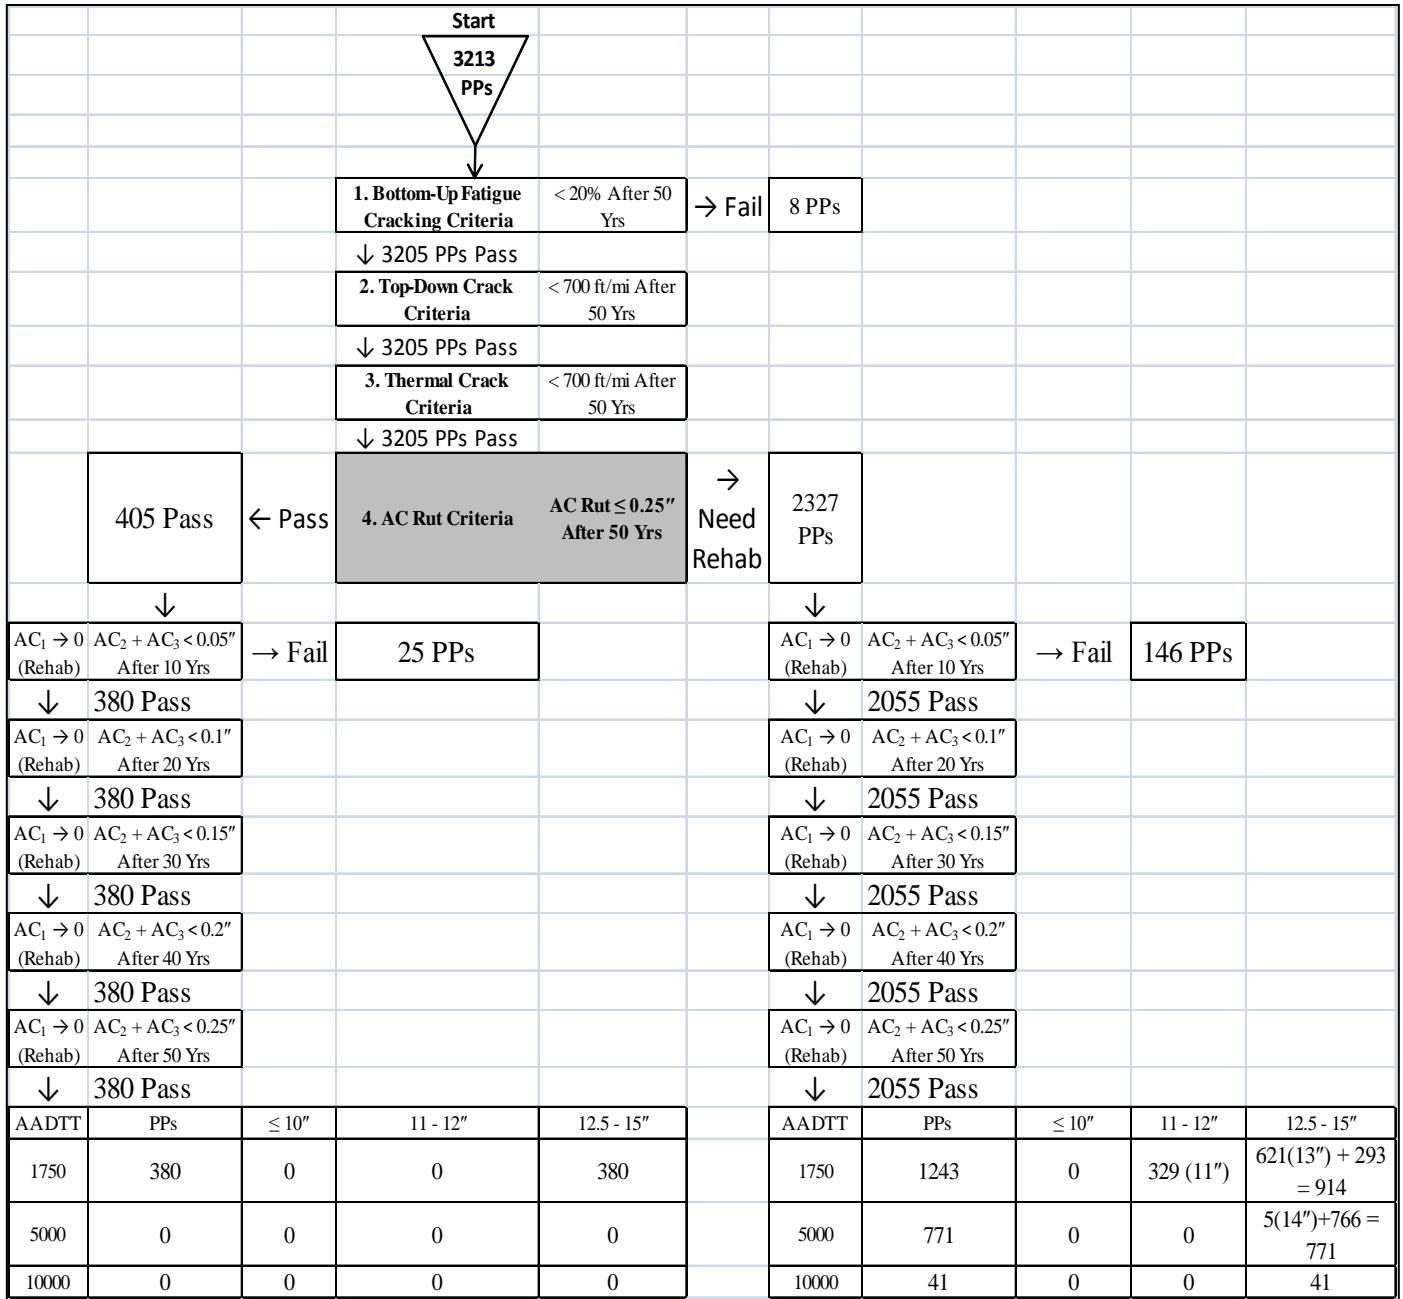 Start
3213
PPs
1. Bottom-Up Fatigue
Cracking Criteria
< 20% After 50
Yrs
→ Fail
8 PPs
↓ 3205 PPs Pass
2. Top-Down Crack
Criteria
< 700 ft/mi After
50 Yrs
↓ 3205 PPs Pass
3. Thermal Crack
Criteria
< 700 ft/mi After
50 Yrs
↓ 3205 PPs Pass
405 Pass
← Pass
4. AC Rut Criteria
AC Rut ≤ 0.25″
After 50 Yrs
→
Need
Rehab
2327
PPs
↓
↓
AC₁ → 0
(Rehab)
AC₂ + AC₃ < 0.05″
After 10 Yrs
→ Fail
25 PPs
AC₁ → 0
(Rehab)
AC₂ + AC₃ < 0.05″
After 10 Yrs
→ Fail
146 PPs
↓ 380 Pass
↓ 2055 Pass
AC₁ → 0
(Rehab)
AC₂ + AC₃ < 0.1″
After 20 Yrs
AC₁ → 0
(Rehab)
AC₂ + AC₃ < 0.1″
After 20 Yrs
↓ 380 Pass
↓ 2055 Pass
AC₁ → 0
(Rehab)
AC₂ + AC₃ < 0.15″
After 30 Yrs
AC₁ → 0
(Rehab)
AC₂ + AC₃ < 0.15″
After 30 Yrs
↓ 380 Pass
↓ 2055 Pass
AC₁ → 0
(Rehab)
AC₂ + AC₃ < 0.2″
After 40 Yrs
AC₁ → 0
(Rehab)
AC₂ + AC₃ < 0.2″
After 40 Yrs
↓ 380 Pass
↓ 2055 Pass
AC₁ → 0
(Rehab)
AC₂ + AC₃ < 0.25″
After 50 Yrs
AC₁ → 0
(Rehab)
AC₂ + AC₃ < 0.25″
After 50 Yrs
↓ 380 Pass
↓ 2055 Pass
AADTT PPs ≤ 10″ 11 - 12″ 12.5 - 15″
1750 380 0 0 380
5000 0 0 0 0
10000 0 0 0 0
AADTT PPs ≤ 10″ 11 - 12″ 12.5 - 15″
1750 1243 0 329 (11″) 621(13″) + 293
= 914
5000 771 0 0 5(14″)+766 =
771
10000 41 0 0 41